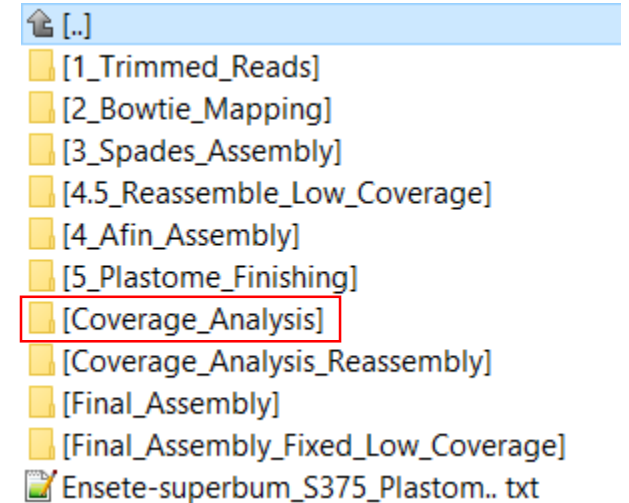 [..]
[1_Trimmed_Reads]
[2_Bowtie_Mapping]
[3_Spades_Assembly]
[4.5_Reassemble_Low_Coverage]
[4_Afin_Assembly]
[5_Plastome_Finishing]
[Coverage_Analysis]
[Coverage_Analysis_Reassembly]
[Final_Assembly]
[Final_Assembly_Fixed_Low_Coverage]
Ensete-superbum_S375_Plastom.. txt